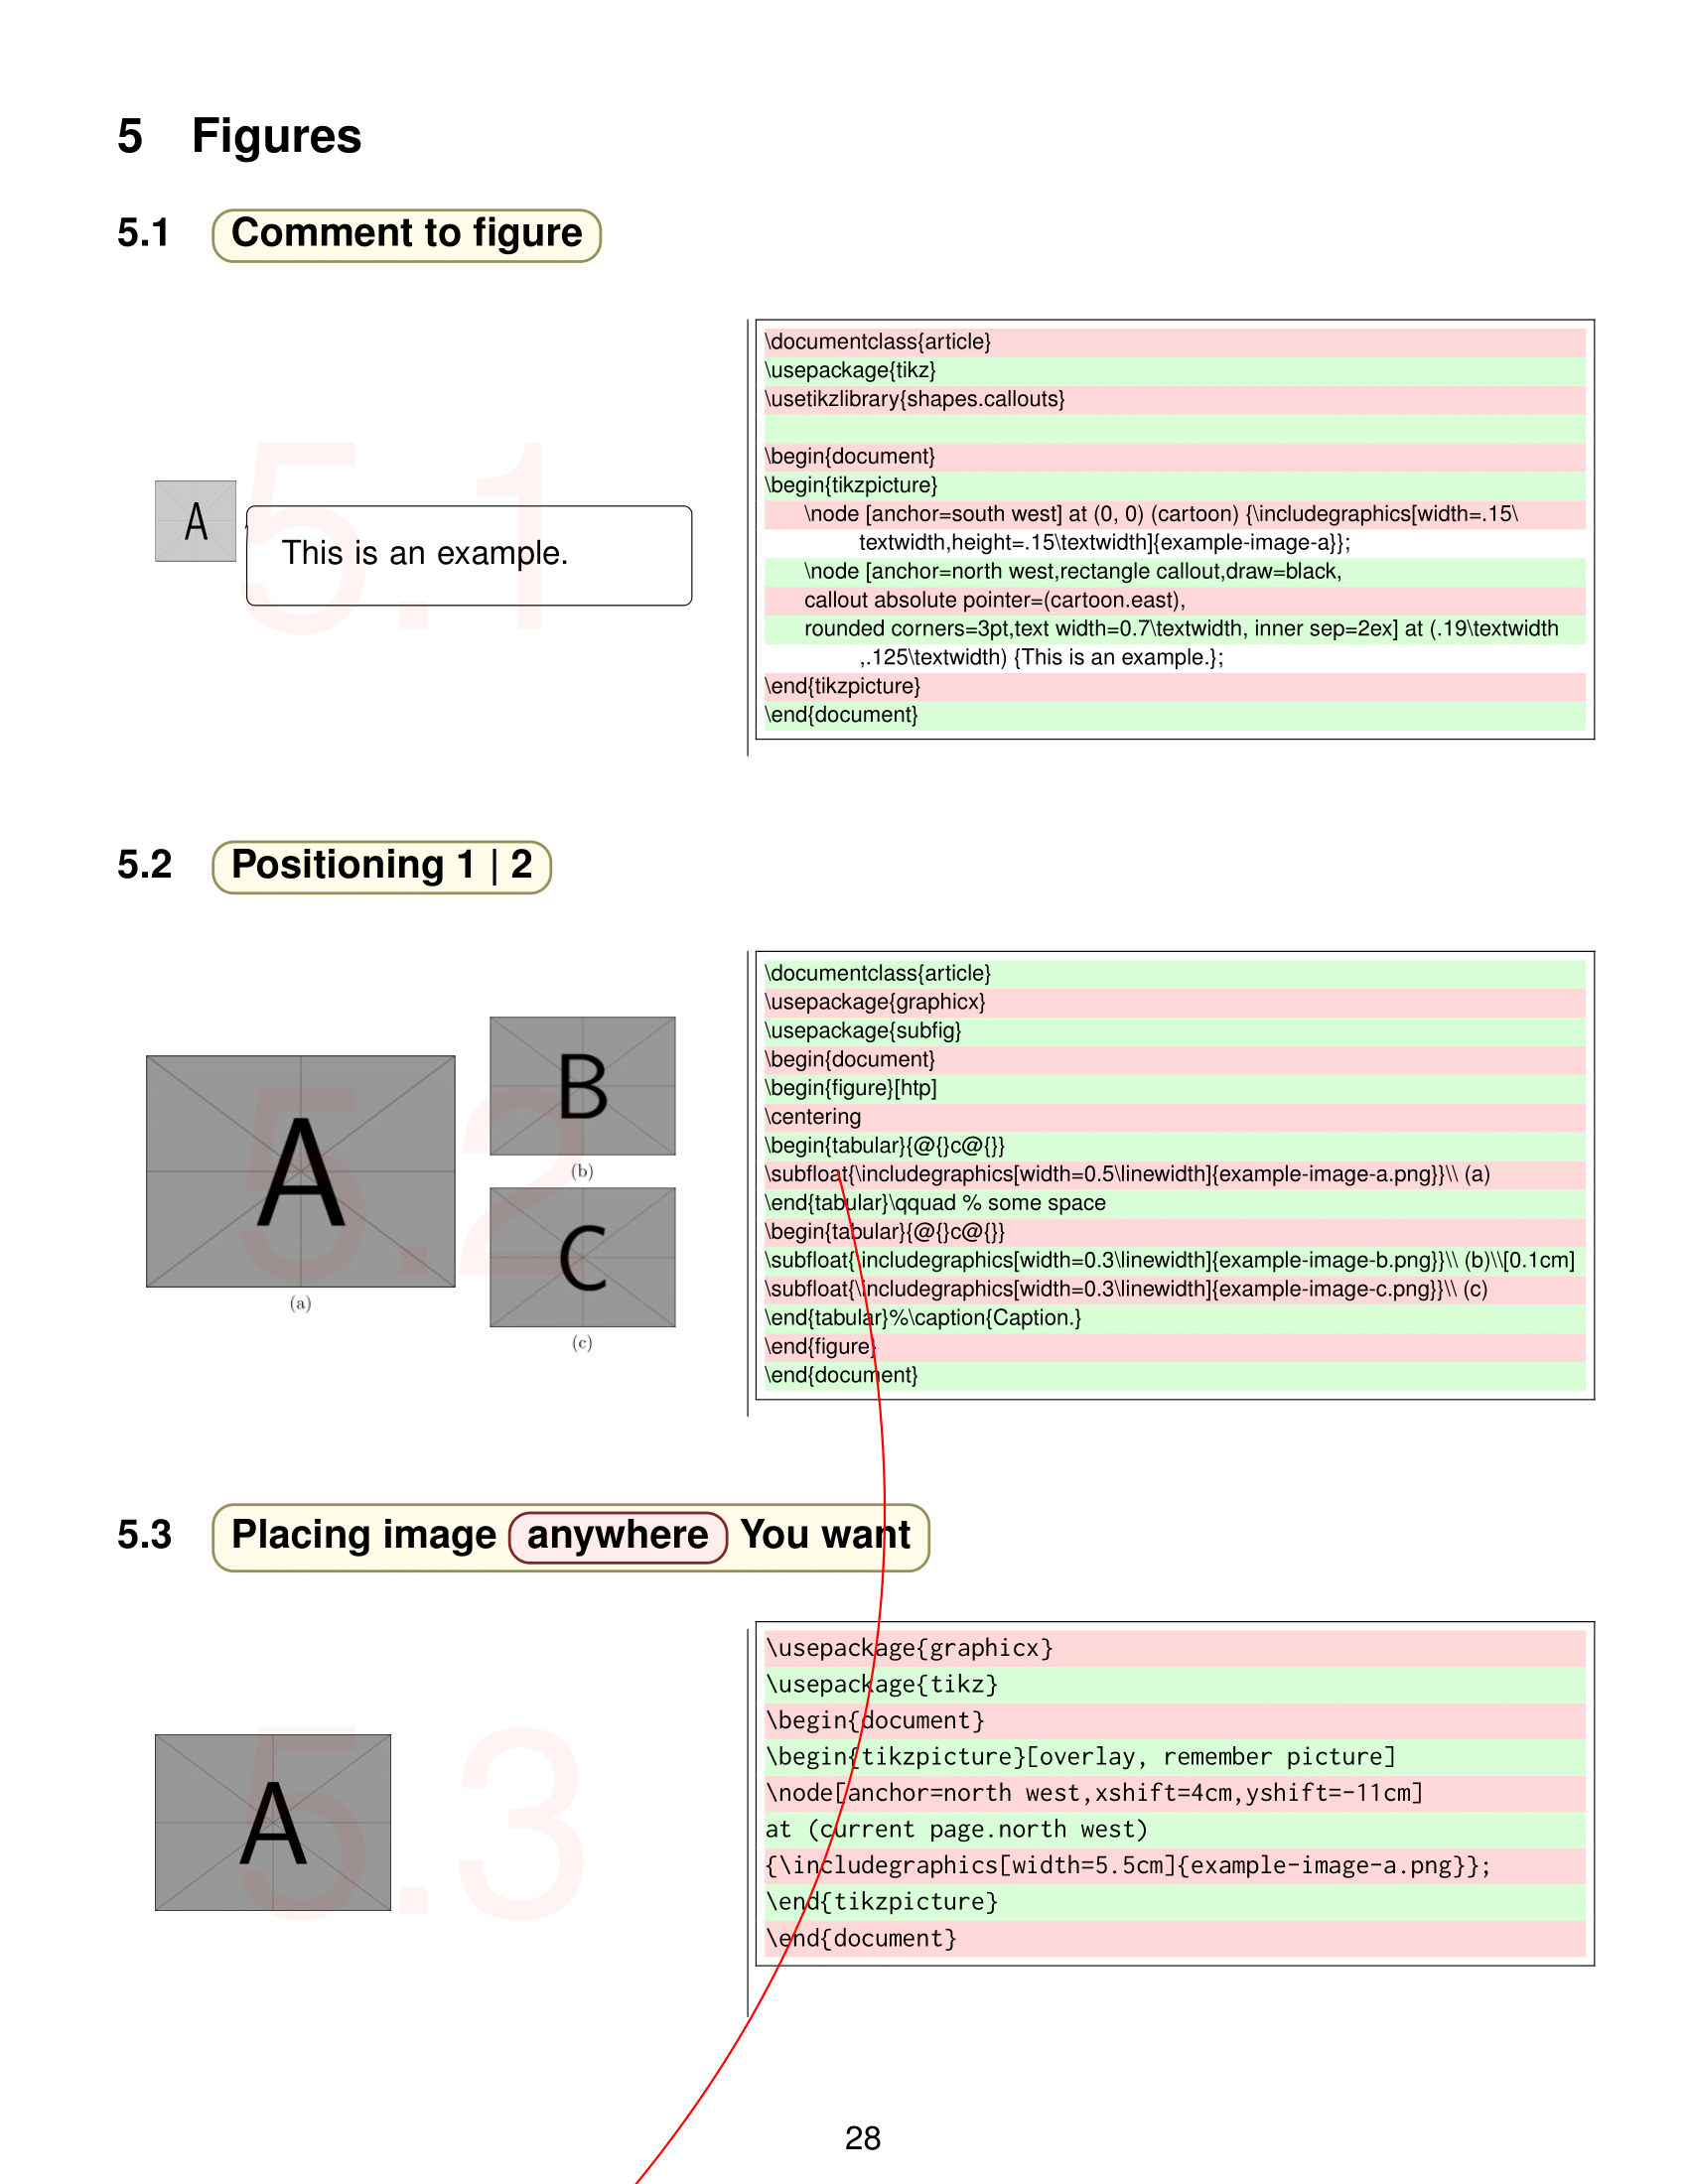 5 Figures
5.1 Comment to figure
5.1
A
This is an example.
\documentclass{article}
\usepackage{tikz}
\usetikzlibrary{shapes.callouts}
\begin{document}
\begin{tikzpicture}
\node [anchor=south west] at (0, 0) (cartoon) {\includegraphics[width=.15\
textwidth,height=.15\textwidth]{example-image-a}};
\node [anchor=north west,rectangle callout,draw=black,
callout absolute pointer=(cartoon.east),
rounded corners=3pt,text width=0.7\textwidth, inner sep=2ex] at (.19\textwidth
,.125\textwidth) {This is an example.};
\end{tikzpicture}
\end{document}
5.2 Positioning 1 | 2
5.2
A
(a)
B
(b)
C
(c)
\documentclass{article}
\usepackage{graphicx}
\usepackage{subfig}
\begin{document}
\begin{figure}[htp]
\centering
\begin{tabular}{@{}c@{}}
\subfloat{\includegraphics[width=0.5\linewidth]{example-image-a.png}}\\ (a)
\end{tabular}\qquad % some space
\begin{tabular}{@{}c@{}}
\subfloat{\includegraphics[width=0.3\linewidth]{example-image-b.png}}\\ (b)\\[0.1cm]
\subfloat{\includegraphics[width=0.3\linewidth]{example-image-c.png}}\\ (c)
\end{tabular}%\caption{Caption.}
\end{figure}
\end{document}
5.3 Placing image anywhere You want
5.3
A
\usepackage{graphicx}
\usepackage{tikz}
\begin{document}
\begin{tikzpicture}[overlay, remember picture]
\node[anchor=north west,xshift=4cm,yshift=-11cm]
at (current page.north west)
{\includegraphics[width=5.5cm]{example-image-a.png}};
\end{tikzpicture}
\end{document}
28